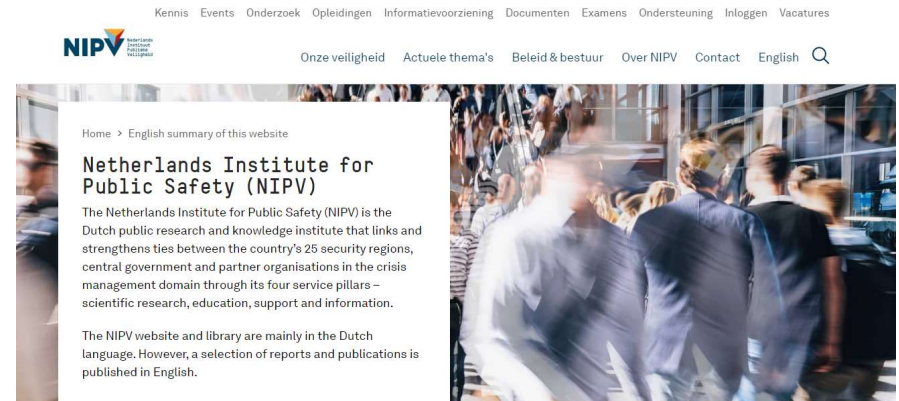 Kennis Events Onderzoek Opleidingen Informatievoorziening Documenten Examens Ondersteuning Inloggen Vacatures
NIPV Nederlands
Instituut
Publieke
Veiligheid
Onze veiligheid Actuele thema's Beleid & bestuur Over NIPV Contact English
Home > English summary of this website
Netherlands Institute for
Public Safety (NIPV)
The Netherlands Institute for Public Safety (NIPV) is the
Dutch public research and knowledge institute that links and
strengthens ties between the country's 25 security regions,
central government and partner organisations in the crisis
management domain through its four service pillars –
scientific research, education, support and information.
The NIPV website and library are mainly in the Dutch
language. However, a selection of reports and publications is
published in English.